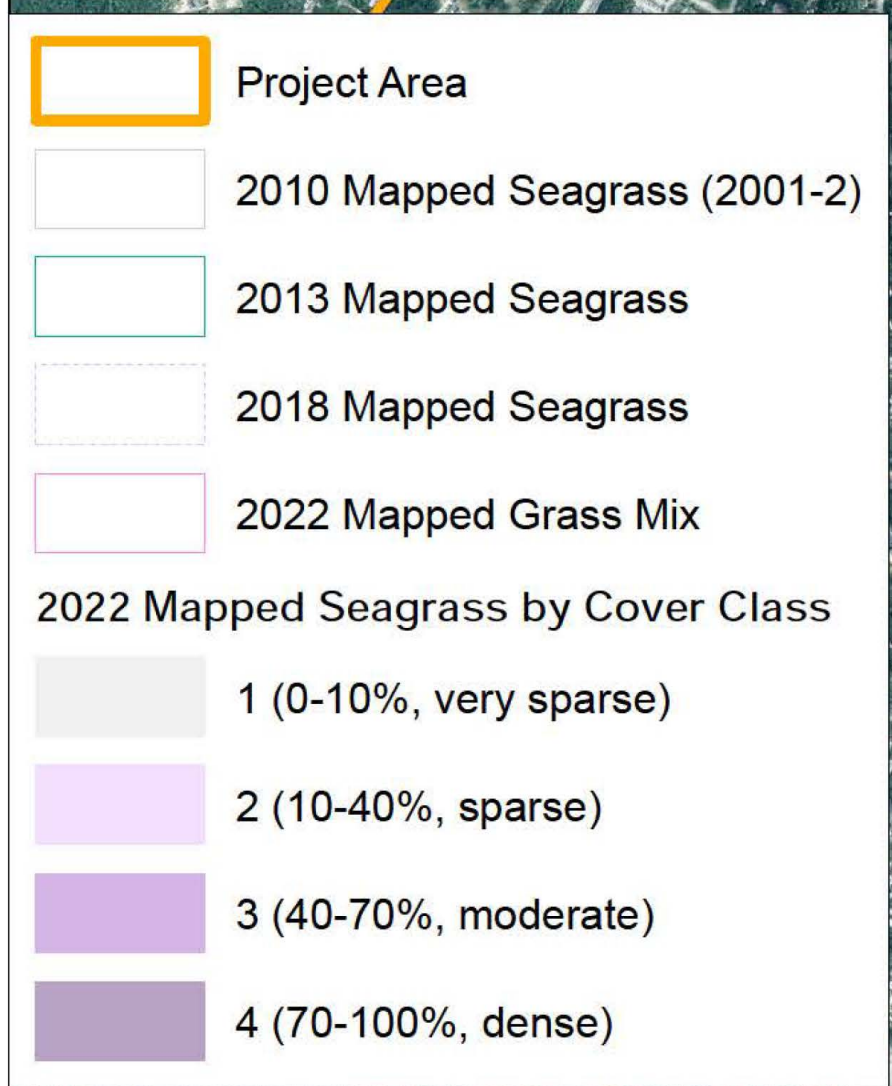 Project Area
2010 Mapped Seagrass (2001-2)
2013 Mapped Seagrass
2018 Mapped Seagrass
2022 Mapped Grass Mix
2022 Mapped Seagrass by Cover Class
1 (0-10%, very sparse)
2 (10-40%, sparse)
3 (40-70%, moderate)
4 (70-100%, dense)